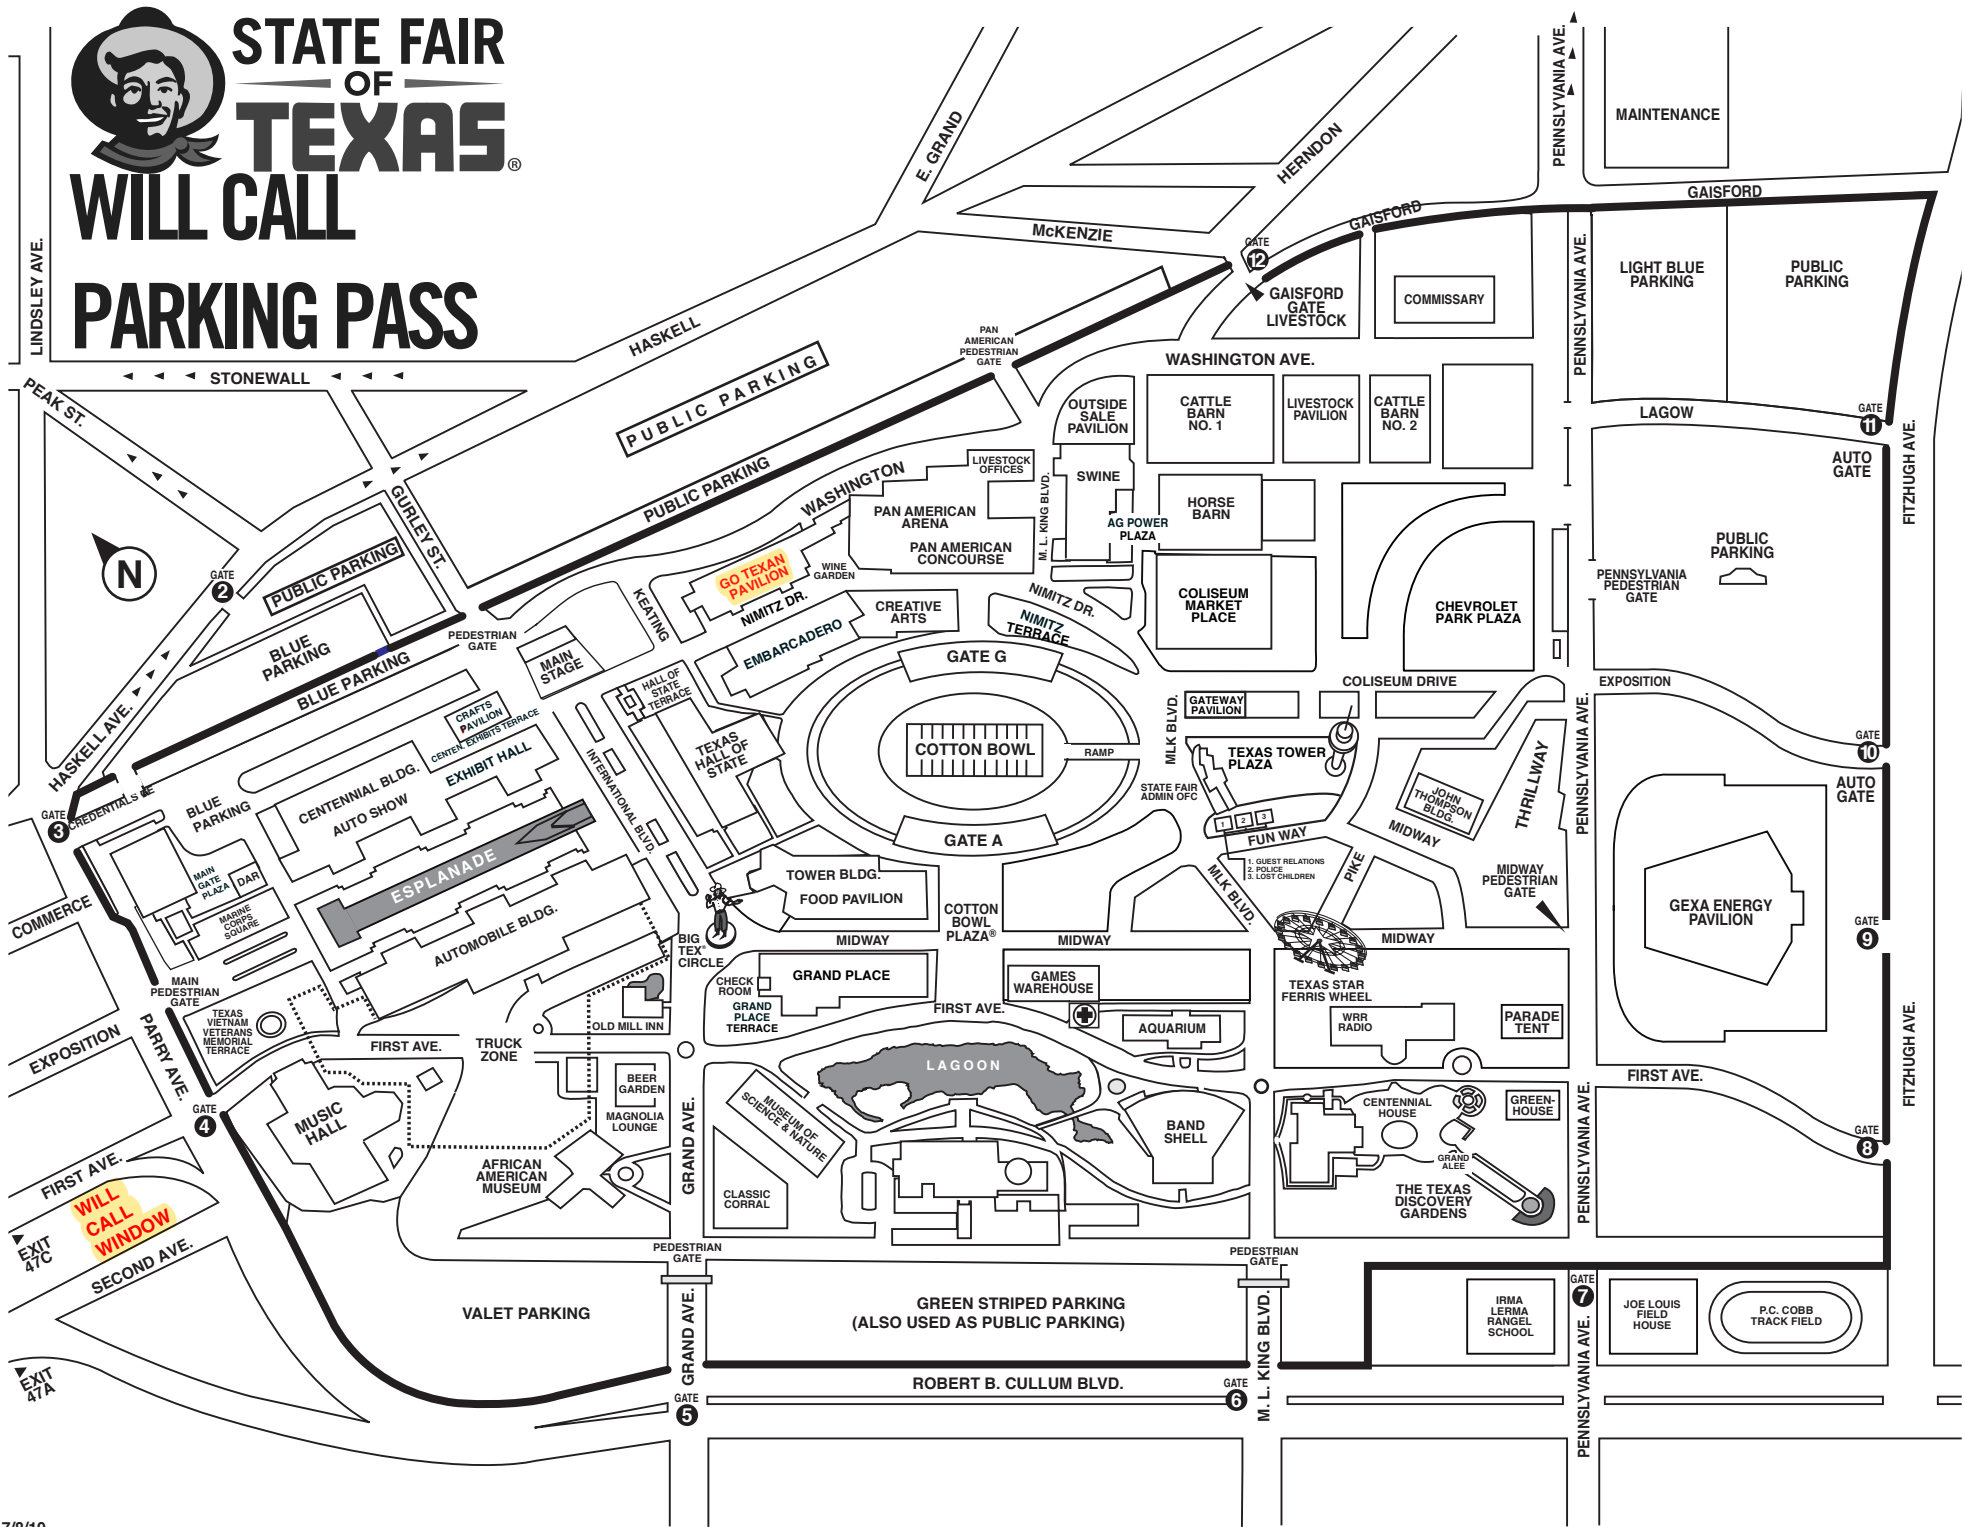 STATE FAIR
OF
TEXAS®
WILL CALL
PARKING PASS
LINDSLEY AVE.
STONEWALL
PEAK ST.
HASKELL
E. GRAND
HERNDON
McKENZIE
PENNSYLVANIA AVE.
MAINTENANCE
GAISFORD
GAISFORD
GATE
12
GAISFORD
GATE
LIVESTOCK
COMMISSARY
PENNSLYVANIA AVE.
LIGHT BLUE
PARKING
PUBLIC
PARKING
PAN
AMERICAN
PEDESTRIAN
GATE
WASHINGTON AVE.
PUBLIC PARKING
PUBLIC PARKING
WASHINGTON
OUTSIDE
SALE
PAVILION
CATTLE
BARN
NO. 1
LIVESTOCK
PAVILION
CATTLE
BARN
NO. 2
LAGOW
GATE
11
AUTO
GATE
FITZHUGH AVE.
GURLEY ST.
LIVESTOCK
OFFICES
M. L. KING BLVD.
SWINE
HORSE
BARN
AG POWER
PLAZA
PAN AMERICAN
ARENA
PAN AMERICAN
CONCOURSE
PUBLIC
PARKING
PENNSYLVANIA
PEDESTRIAN
GATE
N
GATE
2
PUBLIC PARKING
BLUE
PARKING
BLUE PARKING
PEDESTRIAN
GATE
KEATING
GO TEXAN
PAVILION
NIMITZ DR.
WINE
GARDEN
EMBARCADERO
CREATIVE
ARTS
NIMITZ DR.
NIMITZ
TERRACE
COLISEUM
MARKET
PLACE
CHEVROLET
PARK PLAZA
MAIN
STAGE
HALL OF
STATE
TERRACE
GATE G
COLISEUM DRIVE
EXPOSITION
HASKELL AVE.
CRAFTS
PAVILION
CENTEN. EXHIBITS TERRACE
EXHIBIT HALL
CENTENNIAL BLDG.
AUTO SHOW
INTERNATIONAL BLVD.
TEXAS
HALL OF
STATE
COTTON BOWL
RAMP
MLK BLVD.
GATEWAY
PAVILION
TEXAS TOWER
PLAZA
STATE FAIR
ADMIN OFC
1
2
3
FUN WAY
1. GUEST RELATIONS
2. POLICE
3. LOST CHILDREN
JOHN
THOMPSON
BLDG.
MIDWAY
THRILLWAY
PENNSLYVANIA AVE.
GATE
10
AUTO
GATE
GATE
3
BLUE
PARKING
MAIN
GATE
PLAZA
DAR
MARINE
CORPS
SQUARE
ESPLANADE
AUTOMOBILE BLDG.
GATE A
TOWER BLDG.
FOOD PAVILION
COTTON
BOWL
PLAZA®
MLK BLVD.
PIKE
MIDWAY
PEDESTRIAN
GATE
GEXA ENERGY
PAVILION
GATE
9
COMMERCE
MAIN
PEDESTRIAN
GATE
BIG
TEX®
CIRCLE
MIDWAY
MIDWAY
MIDWAY
CHECK
ROOM
GRAND PLACE
GRAND
PLACE
TERRACE
GAMES
WAREHOUSE
TEXAS STAR
FERRIS WHEEL
WRR
RADIO
PARADE
TENT
EXPOSITION
PARRY AVE.
TEXAS
VIETNAM
VETERANS
MEMORIAL
TERRACE
OLD MILL INN
FIRST AVE.
TRUCK
ZONE
FIRST AVE.
AQUARIUM
LAGOON
FIRST AVE.
FITZHUGH AVE.
GATE
4
MUSIC
HALL
BEER
GARDEN
MAGNOLIA
LOUNGE
GRAND AVE.
MUSEUM OF
SCIENCE & NATURE
BAND
SHELL
CENTENNIAL
HOUSE
GREEN-
HOUSE
GRAND
ALEE
THE TEXAS
DISCOVERY
GARDENS
PENNSLYVANIA AVE.
GATE
8
FIRST AVE.
WILL
CALL
WINDOW
SECOND AVE.
EXIT
47C
EXIT
47A
AFRICAN
AMERICAN
MUSEUM
CLASSIC
CORRAL
PEDESTRIAN
GATE
PEDESTRIAN
GATE
VALET PARKING
GRAND AVE.
GREEN STRIPED PARKING
(ALSO USED AS PUBLIC PARKING)
M. L. KING BLVD.
IRMA
LERMA
RANGEL
SCHOOL
GATE
7
JOE LOUIS
FIELD
HOUSE
P.C. COBB
TRACK FIELD
PENNSLYVANIA AVE.
ROBERT B. CULLUM BLVD.
GATE
5
GATE
6